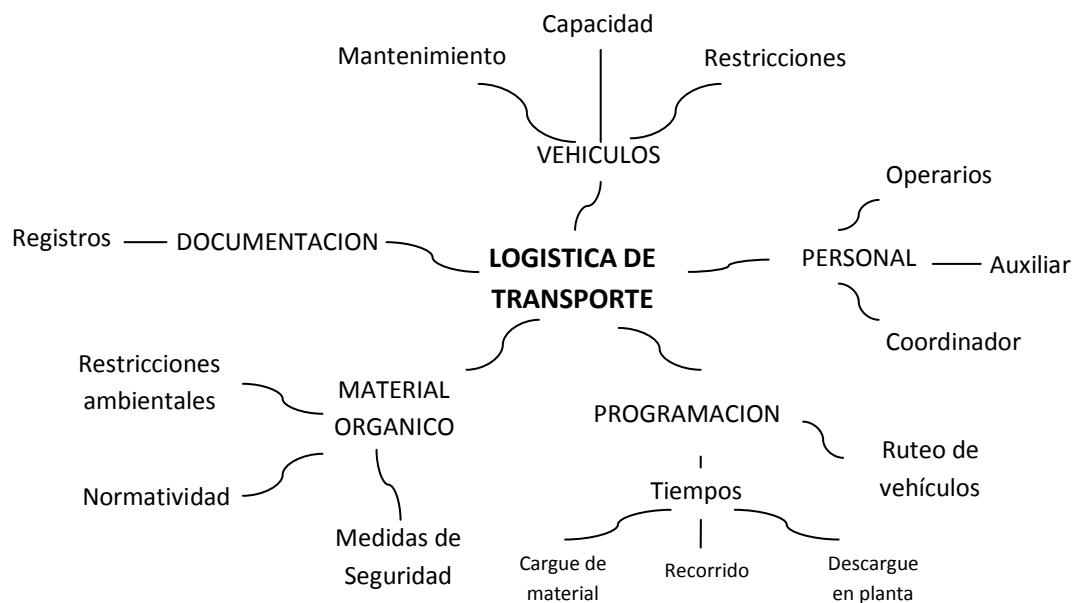 Capacidad
Mantenimiento
Restricciones
VEHICULOS
Operarios
Registros
DOCUMENTACION
LOGISTICA DE
TRANSPORTE
PERSONAL
Auxiliar
Coordinador
Restricciones
ambientales
MATERIAL
ORGANICO
PROGRAMACION
Normatividad
Ruteo de
vehículos
Tiempos
Medidas de
Seguridad
Cargue de
material
Recorrido
Descargue
en planta